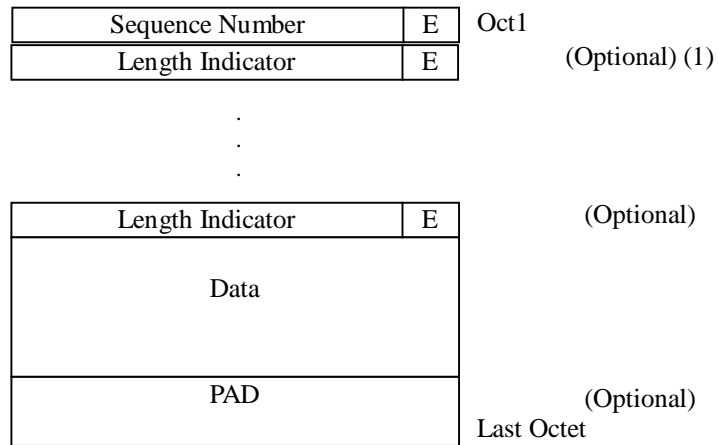 Sequence Number E Oct1
Length Indicator E (Optional) (1)
.
.
.
Length Indicator E (Optional)
Data
PAD (Optional)
Last Octet